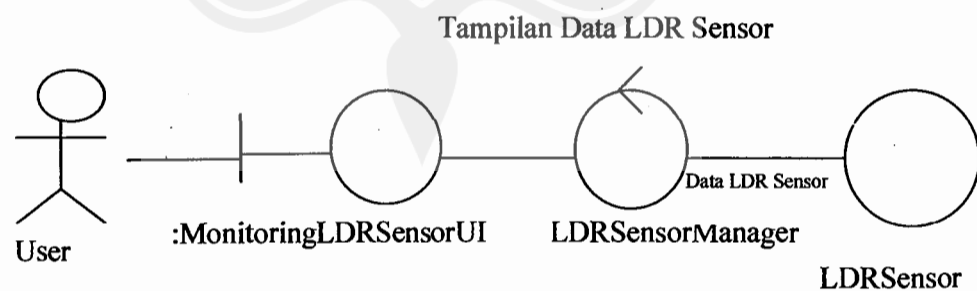 Tampilan Data LDR Sensor
Data LDR Sensor
:MonitoringLDRSensorUI
LDRSensorManager
User
LDRSensor